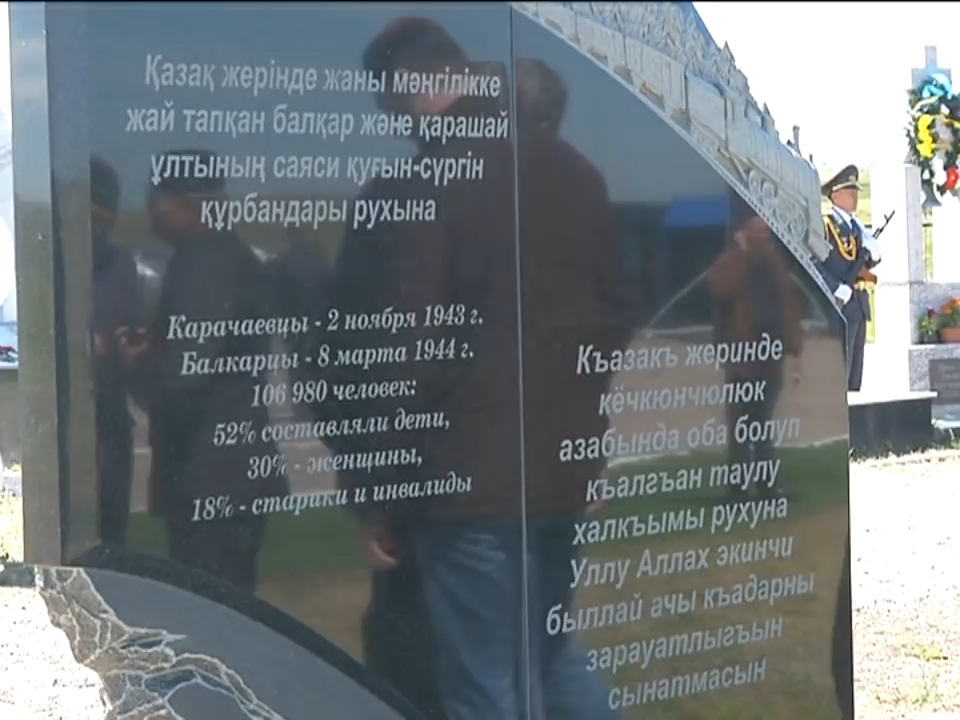 Қазақ жерінде жаны мәңгілікке
жай тапқан балқар және қарашай
ұлтының саяси қуғын-сүргін
құрбандары рухына
Карачаевцы - 2 ноября 1943 г.
Балкарцы - 8 марта 1944 г.
106 980 человек:
52% составляли дети,
30% - женщины,
18% - старики и инвалиды
Къазакъ жеринде
кёчкюнчюлюк
азабында оба болуп
къалгъан таулу
халкъымы рухуна
Уллу Аллах экинчи
быллай ачы къадарны
зарауатлыгъын
сынатмасын